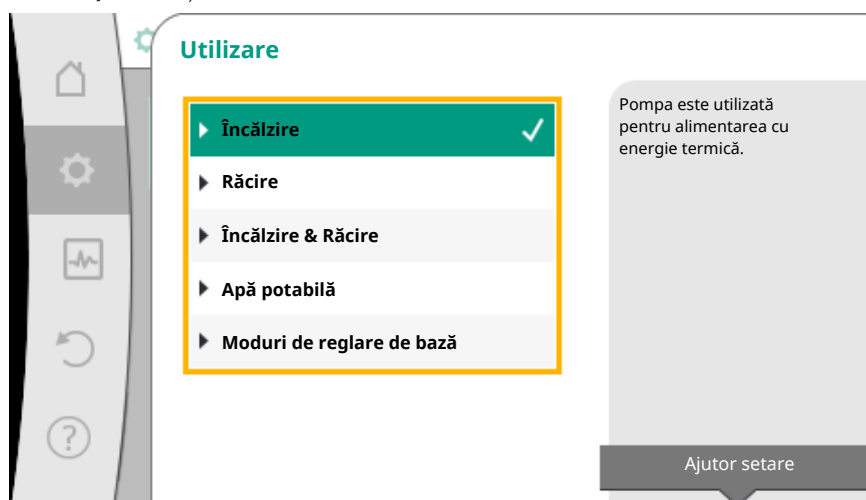 Utilizare
Încălzire
Răcire
Încălzire & Răcire
Apă potabilă
Moduri de reglare de bază
Pompa este utilizată
pentru alimentarea cu
energie termică.
Ajutor setare